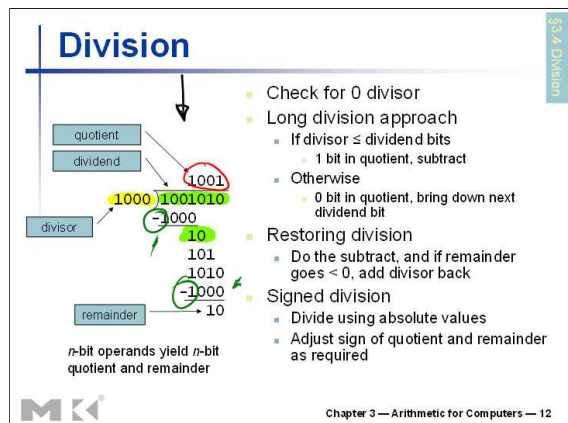 Division
§3.4 Division
quotient
dividend
1001
1000 1001010
divisor
-1000
10
101
1010
-1000
remainder
10
n-bit operands yield n-bit
quotient and remainder
Check for 0 divisor
Long division approach
If divisor ≤ dividend bits
1 bit in quotient, subtract
Otherwise
0 bit in quotient, bring down next
dividend bit
Restoring division
Do the subtract, and if remainder
goes < 0, add divisor back
Signed division
Divide using absolute values
Adjust sign of quotient and remainder
as required
MK
Chapter 3 — Arithmetic for Computers — 12